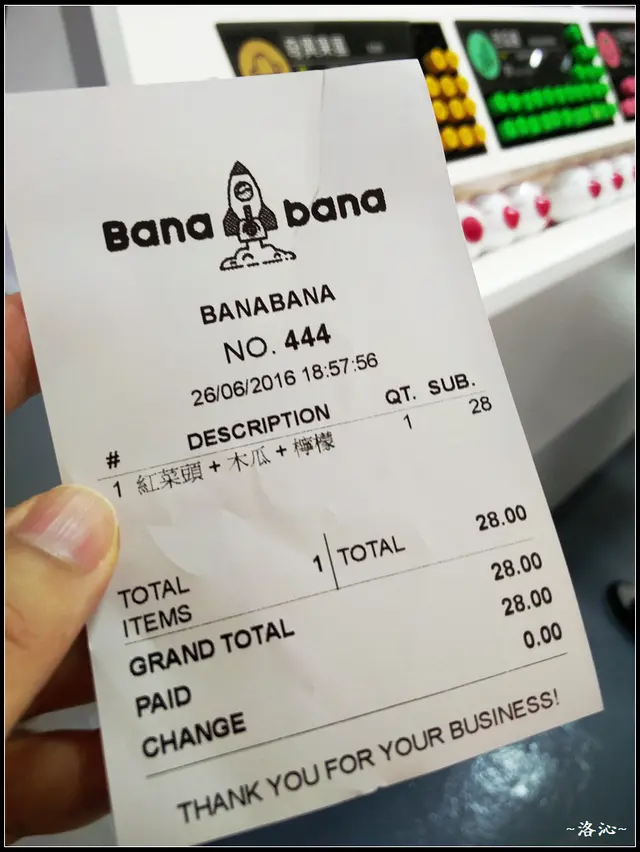 Bana bana
BANABANA
NO. 444
26/06/2016 18:57:56
# DESCRIPTION QT. SUB.
1 紅菜頭 + 木瓜 + 檸檬 1 28
TOTAL ITEMS 1 TOTAL 28.00
GRAND TOTAL 28.00
PAID 28.00
CHANGE 0.00
THANK YOU FOR YOUR BUSINESS!
~洛沁~